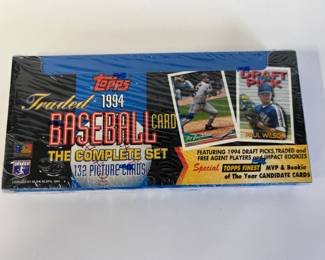 Topps
Traded 1994
BASEBALL CARD
THE COMPLETE SET
132 PICTURE CARDS
DRAFT PICK
PAUL WILSON
FEATURING 1994 DRAFT PICKS, TRADED and
FREE AGENT PLAYERS and IMPACT ROOKIES
Special TOPPS FINEST MVP & Rookie
of The Year CANDIDATE CARDS